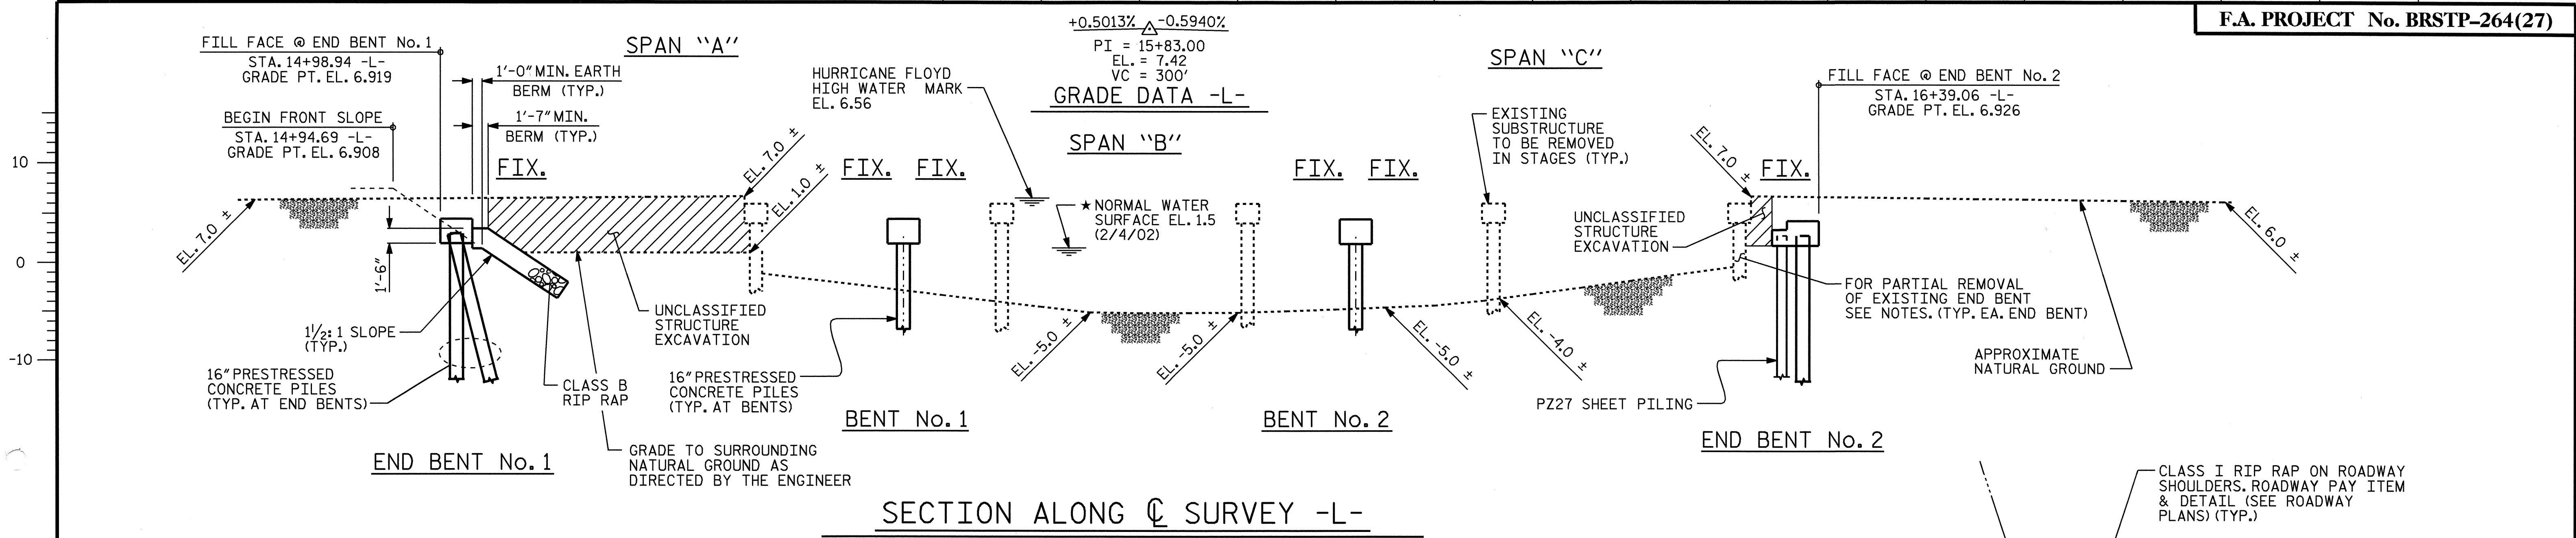 F.A. PROJECT No. BRSTP–264(27)
+0.5013% -0.5940%
PI = 15+83.00
EL. = 7.42
VC = 300'
GRADE DATA -L-
FILL FACE @ END BENT No. 1
STA. 14+98.94 -L-
GRADE PT. EL. 6.919
SPAN "A"
1'-0" MIN. EARTH
BERM (TYP.)
BEGIN FRONT SLOPE
STA. 14+94.69 -L-
GRADE PT. EL. 6.908
1'-7" MIN.
BERM (TYP.)
HURRICANE FLOYD
HIGH WATER MARK
EL. 6.56
SPAN "B"
SPAN "C"
EXISTING
SUBSTRUCTURE
TO BE REMOVED
IN STAGES (TYP.)
FILL FACE @ END BENT No. 2
STA. 16+39.06 -L-
GRADE PT. EL. 6.926
10
0
-10
FIX.
FIX. FIX.
FIX. FIX.
FIX.
EL. 7.0 ±
EL. 7.0 ±
EL. 1.0 ±
★ NORMAL WATER
SURFACE EL. 1.5
(2/4/02)
EL. 7.0 ±
UNCLASSIFIED
STRUCTURE
EXCAVATION
EL. 6.0 ±
1'-6"
1 1/2: 1 SLOPE
(TYP.)
UNCLASSIFIED
STRUCTURE
EXCAVATION
16" PRESTRESSED
CONCRETE PILES
(TYP. AT END BENTS)
CLASS B
RIP RAP
16" PRESTRESSED
CONCRETE PILES
(TYP. AT BENTS)
EL. -5.0 ±
EL. -5.0 ±
EL. -5.0 ±
EL. -4.0 ±
FOR PARTIAL REMOVAL
OF EXISTING END BENT
SEE NOTES. (TYP. EA. END BENT)
APPROXIMATE
NATURAL GROUND
PZ27 SHEET PILING
END BENT No. 1
BENT No. 1
BENT No. 2
END BENT No. 2
GRADE TO SURROUNDING
NATURAL GROUND AS
DIRECTED BY THE ENGINEER
CLASS I RIP RAP ON ROADWAY
SHOULDERS. ROADWAY PAY ITEM
& DETAIL (SEE ROADWAY
PLANS) (TYP.)
SECTION ALONG ℄ SURVEY -L-